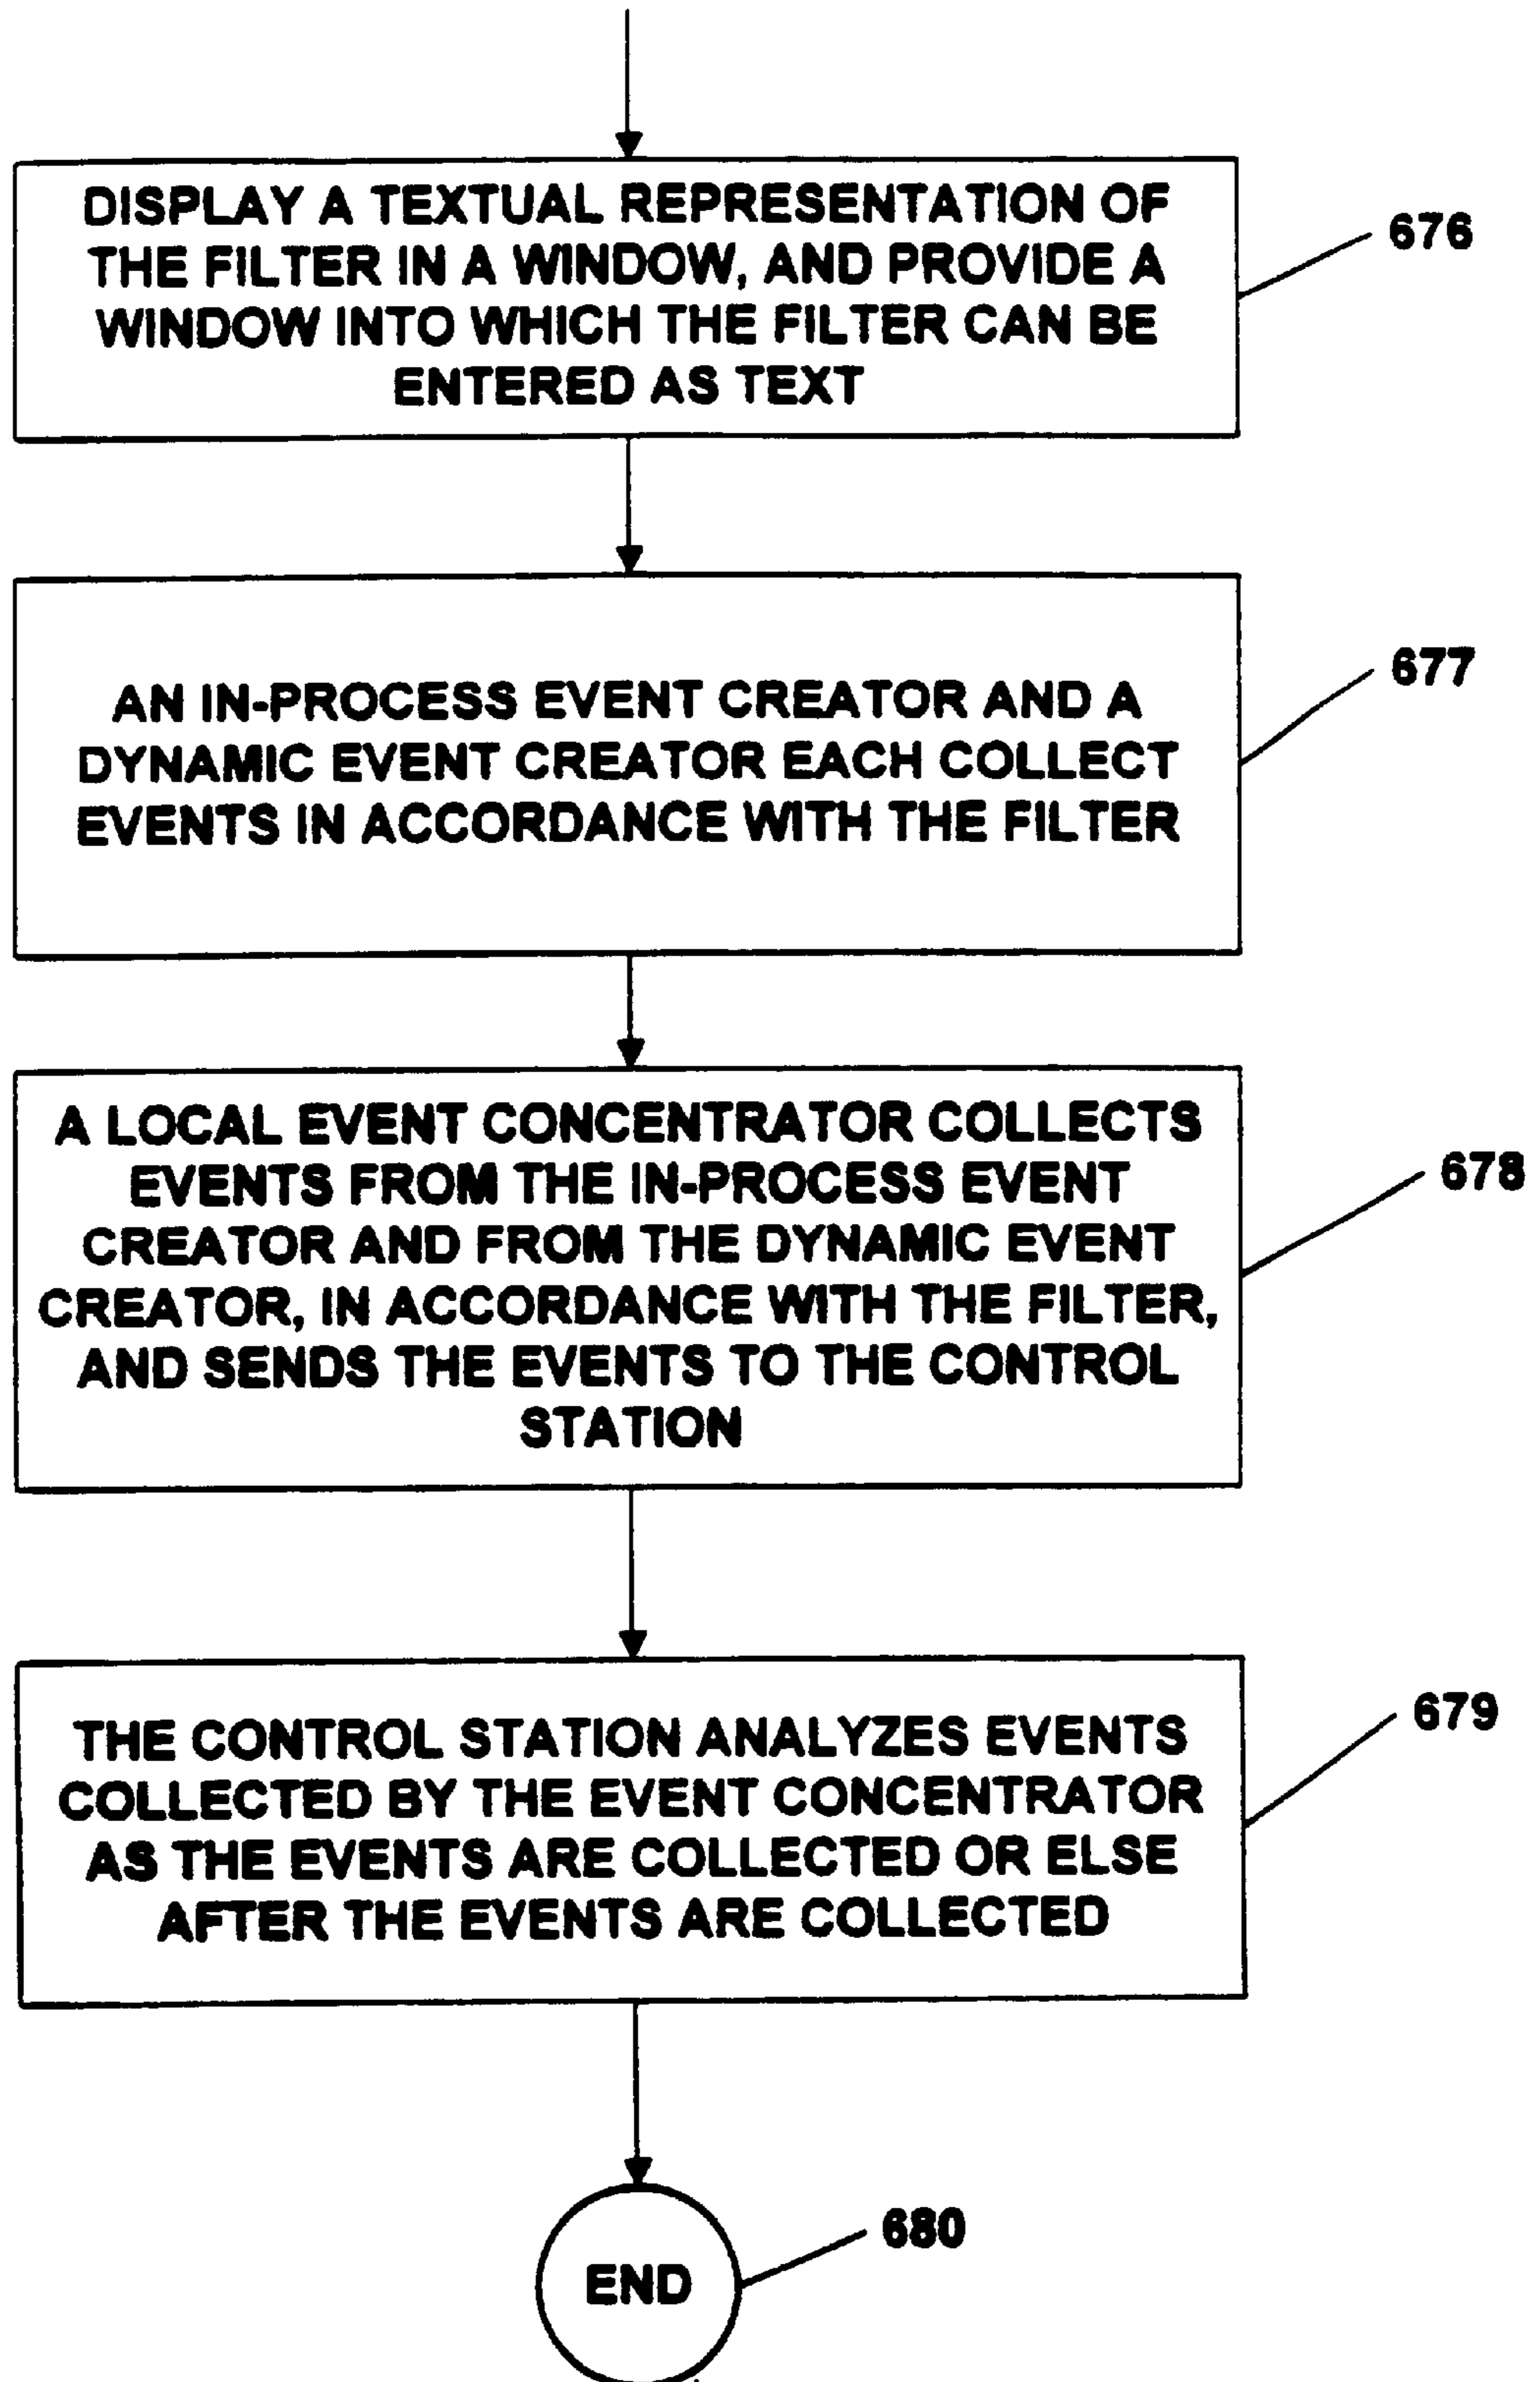 DISPLAY A TEXTUAL REPRESENTATION OF
THE FILTER IN A WINDOW, AND PROVIDE A
WINDOW INTO WHICH THE FILTER CAN BE
ENTERED AS TEXT
676
AN IN-PROCESS EVENT CREATOR AND A
DYNAMIC EVENT CREATOR EACH COLLECT
EVENTS IN ACCORDANCE WITH THE FILTER
677
A LOCAL EVENT CONCENTRATOR COLLECTS
EVENTS FROM THE IN-PROCESS EVENT
CREATOR AND FROM THE DYNAMIC EVENT
CREATOR, IN ACCORDANCE WITH THE FILTER,
AND SENDS THE EVENTS TO THE CONTROL
STATION
678
THE CONTROL STATION ANALYZES EVENTS
COLLECTED BY THE EVENT CONCENTRATOR
AS THE EVENTS ARE COLLECTED OR ELSE
AFTER THE EVENTS ARE COLLECTED
679
END
680